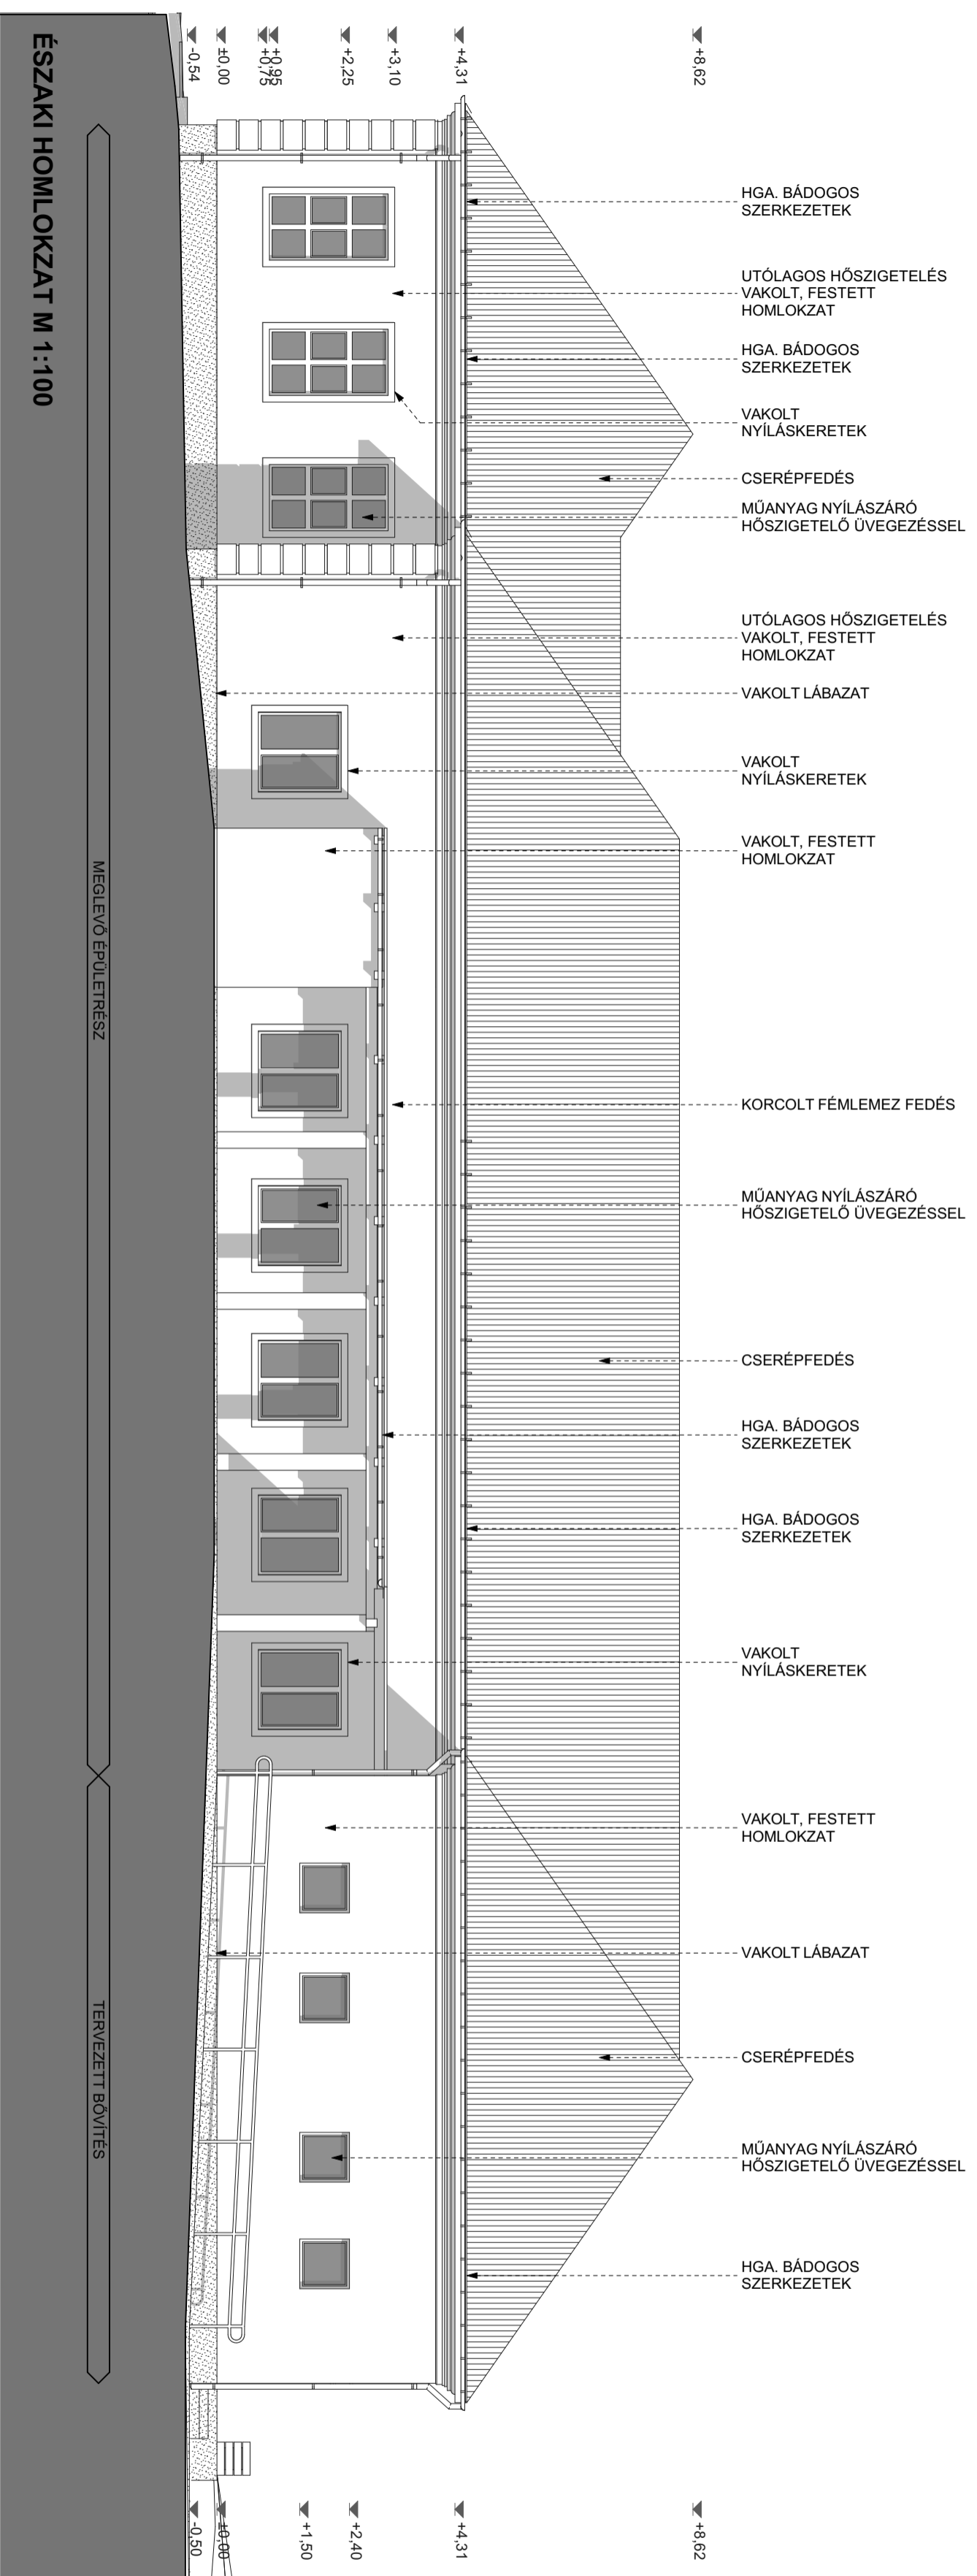 +8,62
+4,31
+3,10
+2,25
+0,95
+0,75
±0,00
-0,54
HGA. BÁDOGOS
SZERKEZETEK
UTÓLAGOS HŐSZIGETELÉS
VAKOLT, FESTETT
HOMLOKZAT
HGA. BÁDOGOS
SZERKEZETEK
VAKOLT
NYÍLÁSKERETEK
CSERÉPFEDÉS
MŰANYAG NYÍLÁSZÁRÓ
HŐSZIGETELŐ ÜVEGEZÉSSEL
UTÓLAGOS HŐSZIGETELÉS
VAKOLT, FESTETT
HOMLOKZAT
VAKOLT LÁBAZAT
VAKOLT
NYÍLÁSKERETEK
VAKOLT, FESTETT
HOMLOKZAT
KORCOLT FÉMLEMEZ FEDÉS
MŰANYAG NYÍLÁSZÁRÓ
HŐSZIGETELŐ ÜVEGEZÉSSEL
CSERÉPFEDÉS
HGA. BÁDOGOS
SZERKEZETEK
HGA. BÁDOGOS
SZERKEZETEK
VAKOLT
NYÍLÁSKERETEK
VAKOLT, FESTETT
HOMLOKZAT
VAKOLT LÁBAZAT
CSERÉPFEDÉS
MŰANYAG NYÍLÁSZÁRÓ
HŐSZIGETELŐ ÜVEGEZÉSSEL
HGA. BÁDOGOS
SZERKEZETEK
+8,62
+4,31
+2,40
+1,50
±0,00
-0,50
MEGLEVŐ ÉPÜLETRÉSZ
TERVEZETT BŐVÍTÉS
ÉSZAKI HOMLOKZAT M 1:100